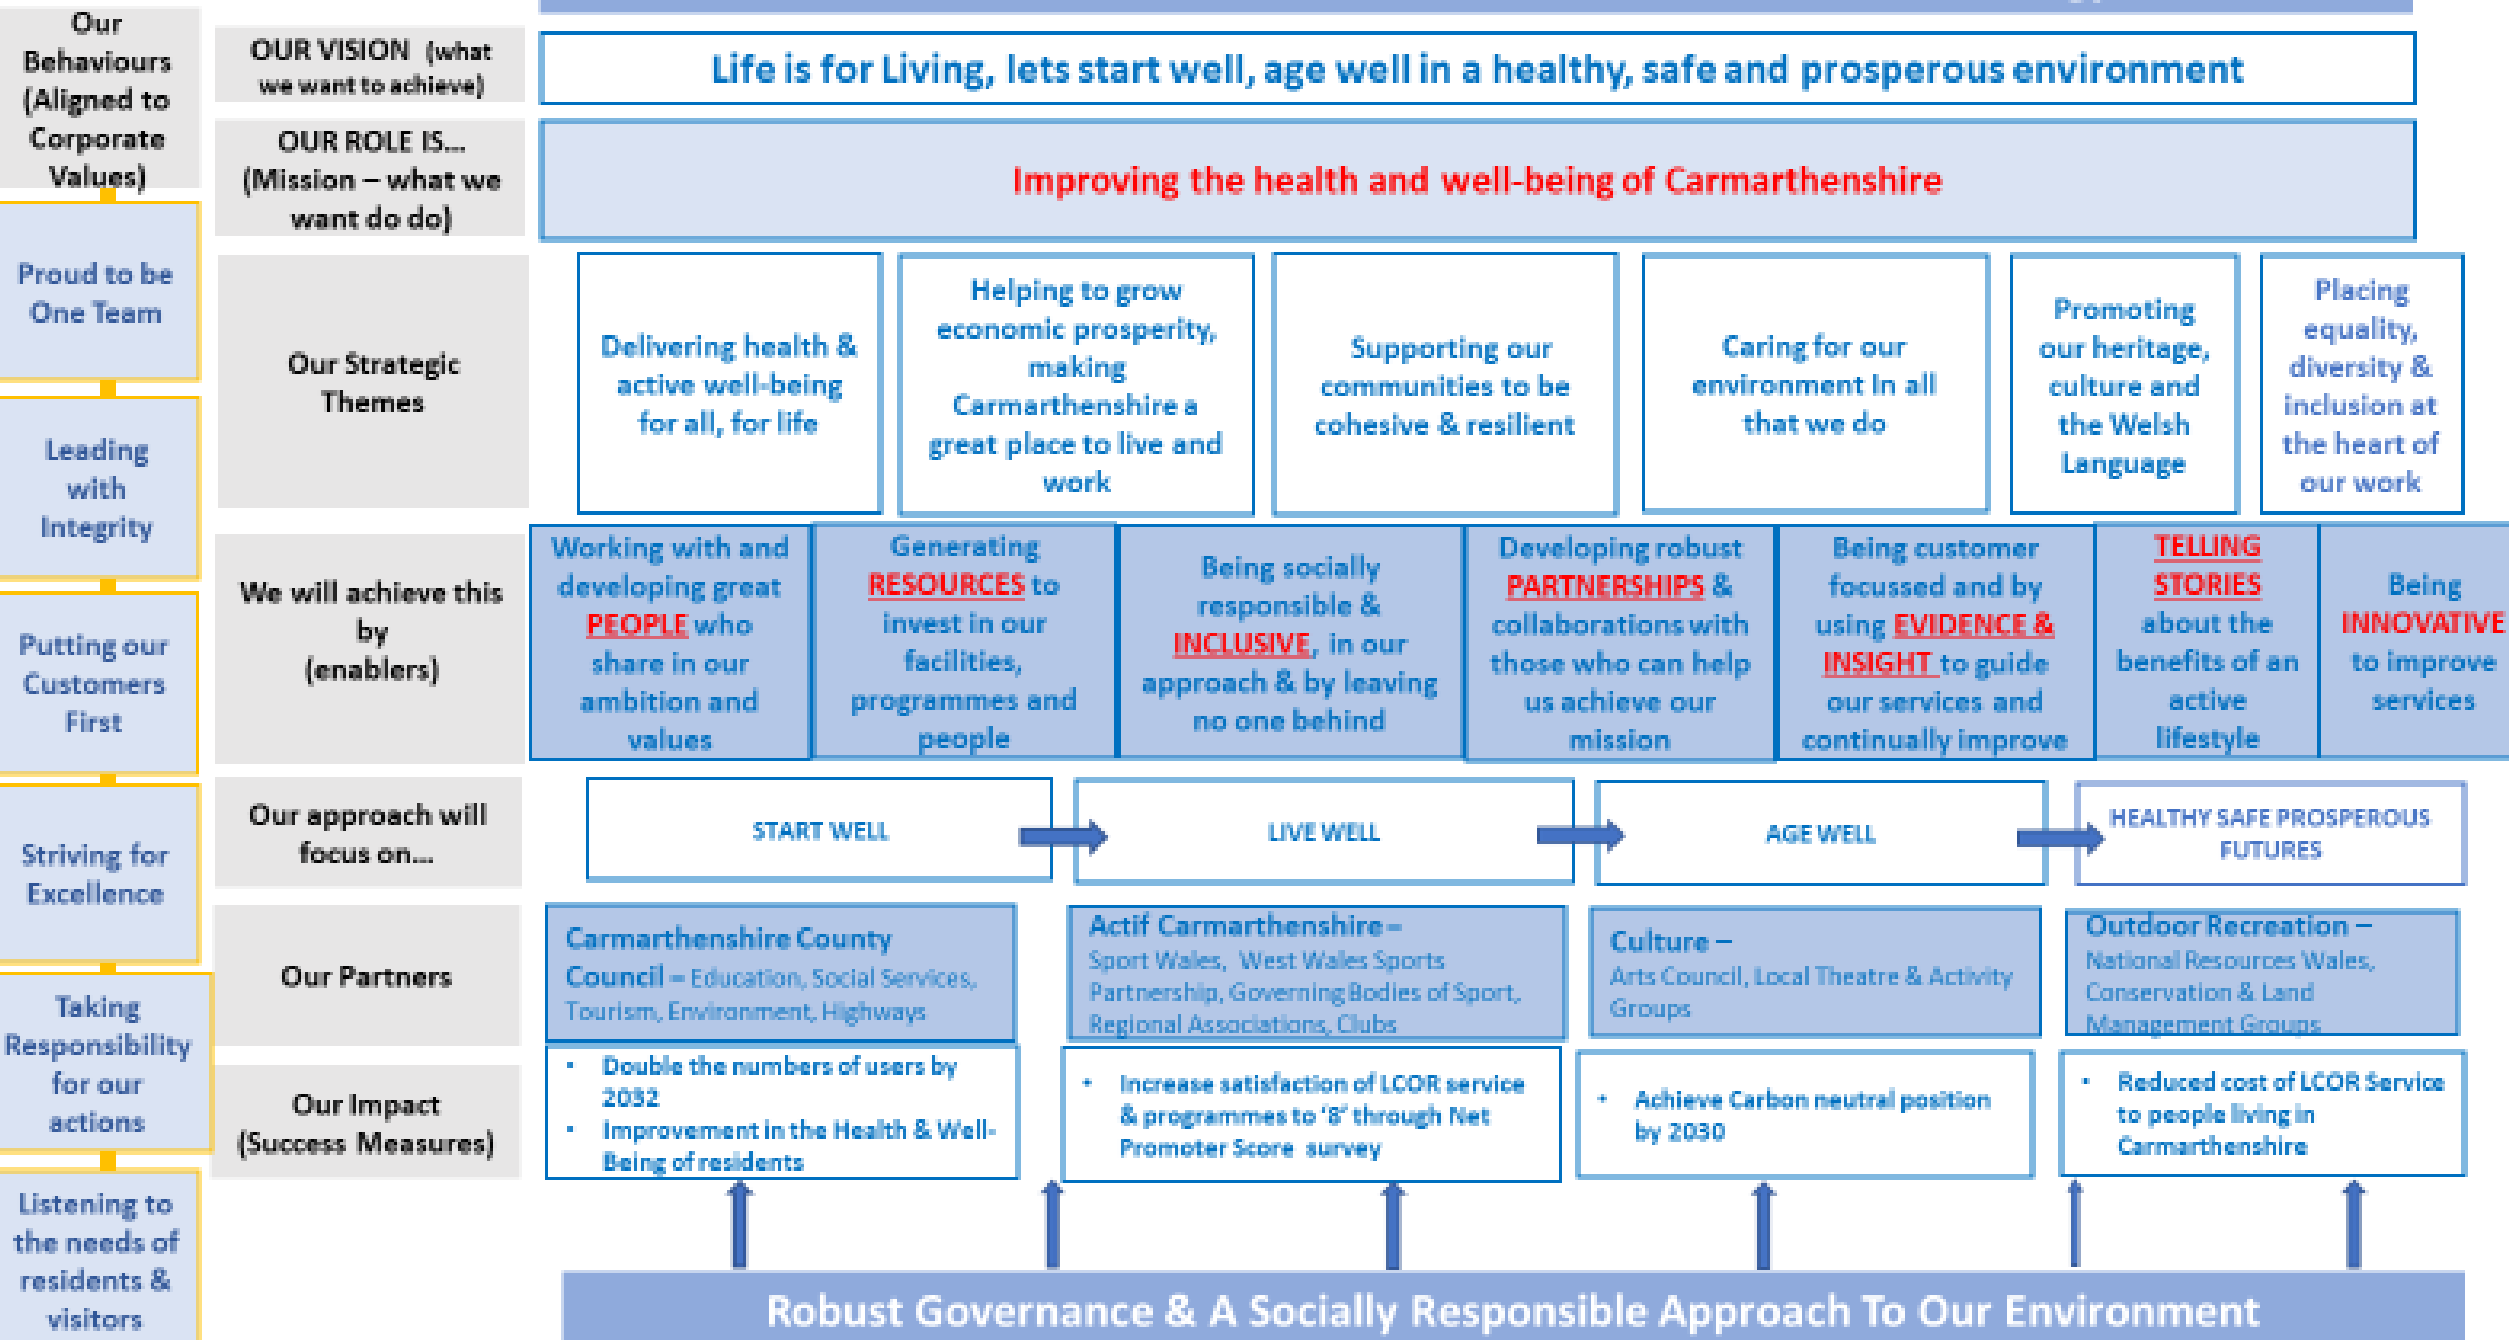 Our
Behaviours
(Aligned to
Corporate
Values)
Proud to be
One Team
Leading
with
Integrity
Putting our
Customers
First
Striving for
Excellence
Taking
Responsibility
for our
actions
Listening to
the needs of
residents &
visitors
OUR VISION (what
we want to achieve)
Life is for Living, lets start well, age well in a healthy, safe and prosperous environment
OUR ROLE IS...
(Mission – what we
want do do)
Improving the health and well-being of Carmarthenshire
Our Strategic
Themes
Delivering health &
active well-being
for all, for life
Helping to grow
economic prosperity,
making
Carmarthenshire a
great place to live and
work
Supporting our
communities to be
cohesive & resilient
Caring for our
environment In all
that we do
Promoting
our heritage,
culture and
the Welsh
Language
Placing
equality,
diversity &
inclusion at
the heart of
our work
We will achieve this
by
(enablers)
Working with and
developing great
PEOPLE who
share in our
ambition and
values
Generating
RESOURCES to
invest in our
facilities,
programmes and
people
Being socially
responsible &
INCLUSIVE, in our
approach & by leaving
no one behind
Developing robust
PARTNERSHIPS &
collaborations with
those who can help
us achieve our
mission
Being customer
focussed and by
using EVIDENCE &
INSIGHT to guide
our services and
continually improve
TELLING
STORIES
about the
benefits of an
active
lifestyle
Being
INNOVATIVE
to improve
services
Our approach will
focus on...
START WELL
LIVE WELL
AGE WELL
HEALTHY SAFE PROSPEROUS
FUTURES
Our Partners
Carmarthenshire County
Council – Education, Social Services,
Tourism, Environment, Highways
Actif Carmarthenshire –
Sport Wales, West Wales Sports
Partnership, Governing Bodies of Sport,
Regional Associations, Clubs
Culture –
Arts Council, Local Theatre & Activity
Groups
Outdoor Recreation –
National Resources Wales,
Conservation & Land
Management Groups
Our Impact
(Success Measures)
• Double the numbers of users by
2032
• Improvement in the Health & Well-
Being of residents
• Increase satisfaction of LCOR service
& programmes to ‘8’ through Net
Promoter Score survey
• Achieve Carbon neutral position
by 2030
• Reduced cost of LCOR Service
to people living in
Carmarthenshire
Robust Governance & A Socially Responsible Approach To Our Environment